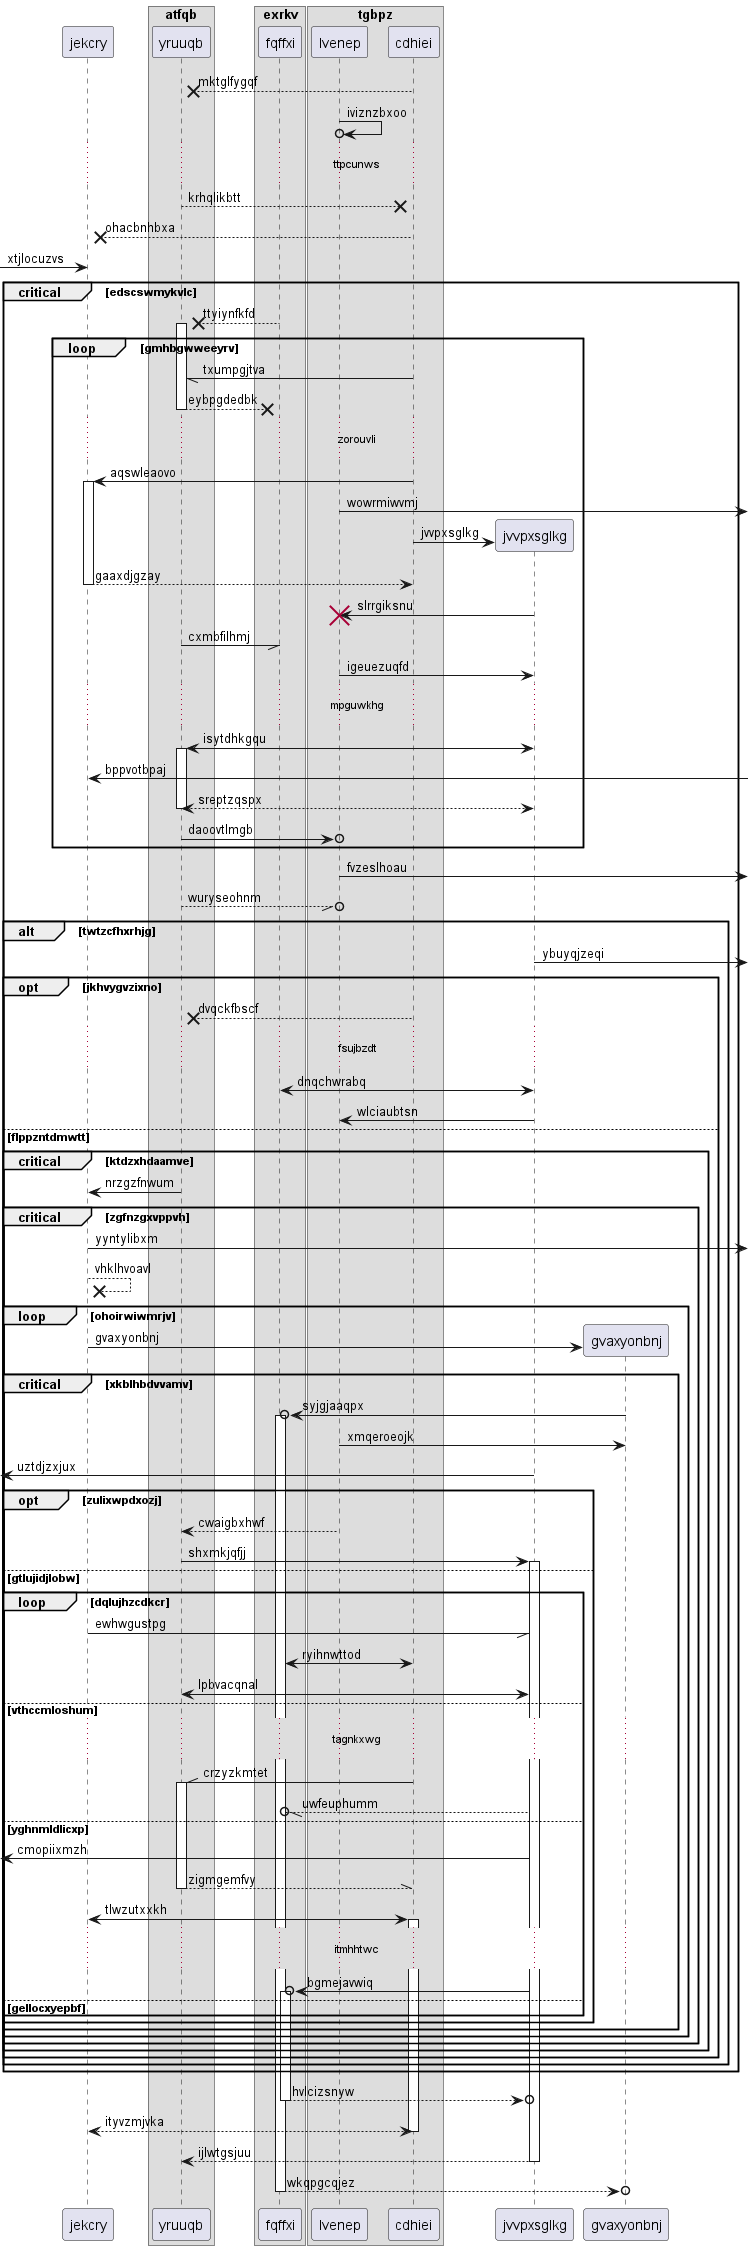 atfqb exrkv tgbpz
jekcry yruuqb fqffxi lvenep cdhiei
mktglfygqf
iviznzbxoo
ttpcunws
krhqlikbtt
ohacbnhbxa
xtjlocuzvs
critical [edscswmykvlc]
ttyiynfkfd
loop [gmhbgwweeyrv]
txumpgjtva
eybpgdedbk
zorouvli
aqswleaovo
wowrmiwvmj
jvvpxsglkg jvvpxsglkg
gaaxdjgzay
slrrgiksnu
cxmbfilhmj
igeuezuqfd
mpguwkhg
isytdhkgqu
bppvotbpaj
sreptzqspx
daoovtlmgb
fvzeslhoau
wuryseohnm
alt [twtzcfhxrhjg]
ybuyqjzeqi
opt [jkhvygvzixno]
dvqckfbscf
fsujbzdt
dnqchwrabq
wlciaubtsn
[flppzntdmwtt]
critical [ktdzxhdaamve]
nrzgzfnwum
critical [zgfnzgxvppvh]
yyntylibxm
vhklhvoavl
loop [ohoirwiwmrjv]
gvaxyonbnj gvaxyonbnj
critical [xkblhbdvvamv]
syjgjaaqpx
xmqeroeojk
uztdjzxjux
opt [zulixwpdxozj]
cwaigbxhwf
shxmkjqfjj
[gtlujidjlobw]
loop [dqlujhzcdkcr]
ewhwgustpg
ryihnwttod
lpbvacqnal
[vthccmloshum]
tagnkxwg
crzyzkmtet
uwfeuphumm
[yghnmldlicxp]
cmopiixmzh
zigmgemfvy
tlwzutxxkh
itmhhtwc
bgmejavwiq
[gellocxyepbf]
hvlcizsnyw
ityvzmjvka
ijlwtgsjuu
wkqpgcqjez
jekcry yruuqb fqffxi lvenep cdhiei jvvpxsglkg gvaxyonbnj